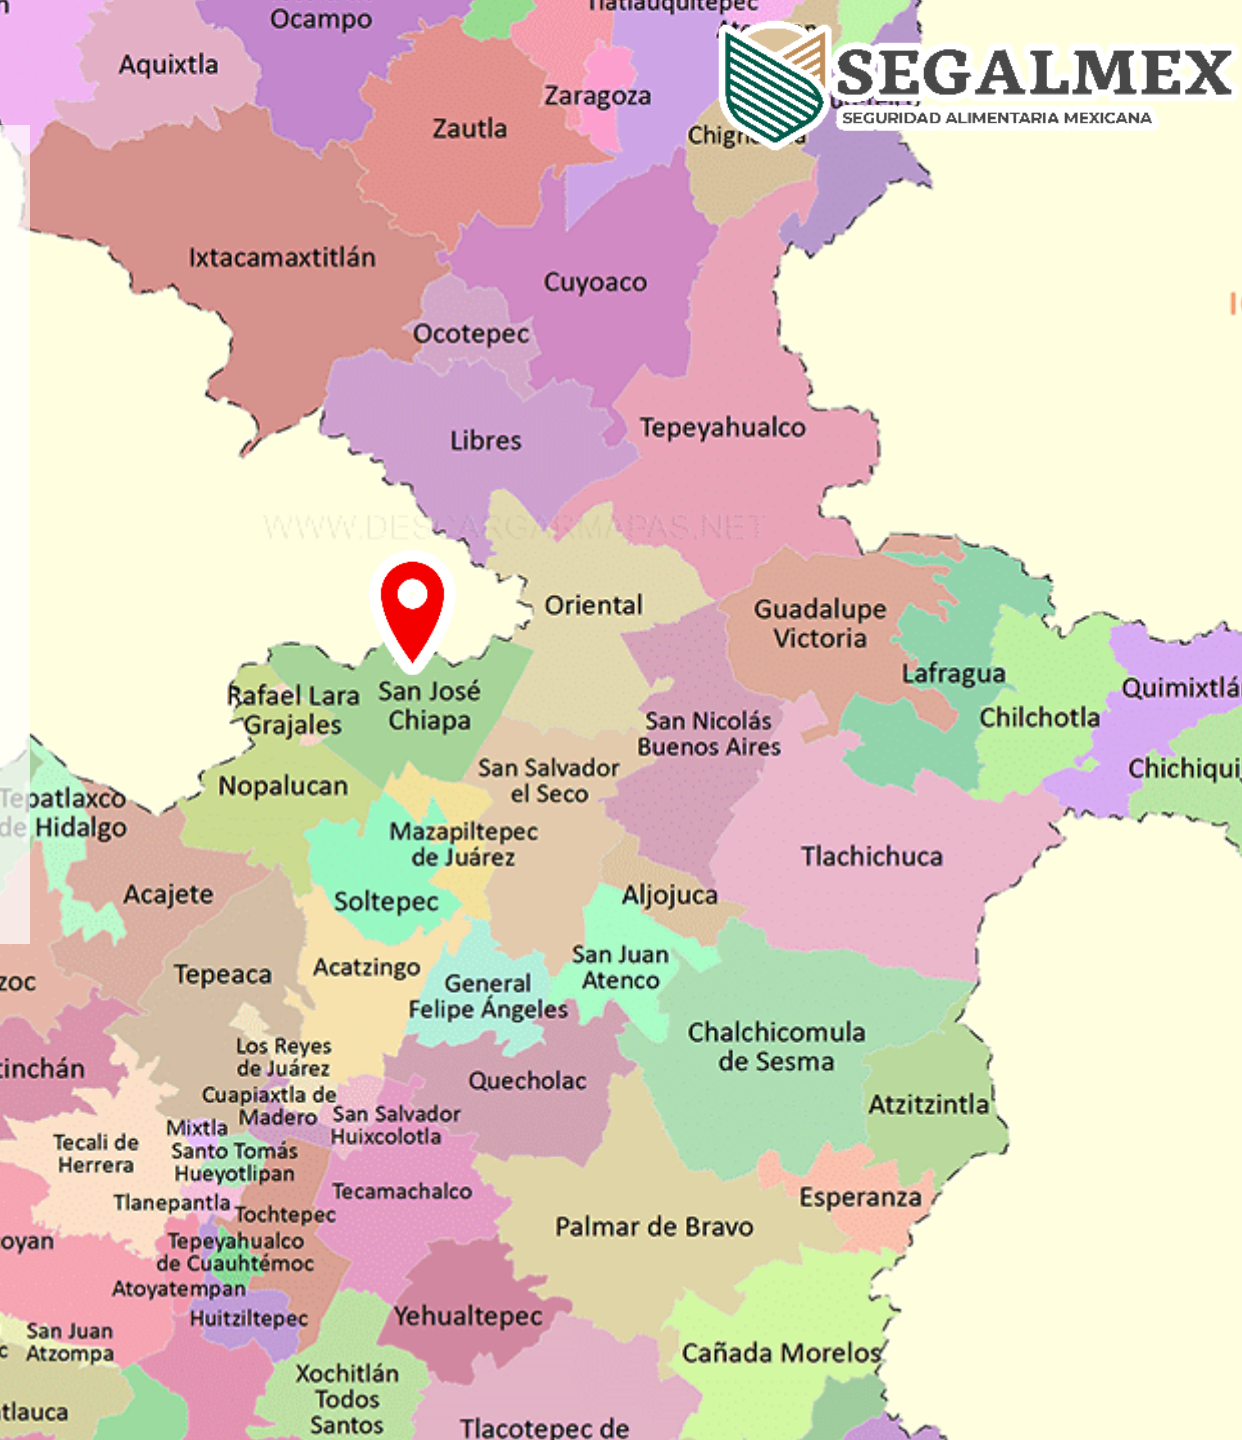 Ocampo
Tlatlauquitepec
Aquixtla
Zaragoza
Zautla
SEGALMEX
SEGURIDAD ALIMENTARIA MEXICANA
Ixtacamaxtitlán
Cuyoaco
Ocotepec
Libres
Tepeyahualco
WWW.DESCARGARMAPAS.NET
Oriental
Guadalupe
Victoria
Lafragua
Rafael Lara
Grajales
San José
Chiapa
San Nicolás
Buenos Aires
Chilchotla
Nopalucan
San Salvador
el Seco
Tepatlaxco
de Hidalgo
Mazapiltepec
de Juárez
Tlachichuca
Acajete
Soltepec
Aljojuca
Tepeaca
Acatzingo
General
Felipe Ángeles
San Juan
Atenco
Chalchicomula
de Sesma
Los Reyes
de Juárez
Quecholac
Cuapiaxtla de
Madero
San Salvador
Huixcolotla
Atzitzintla
Mixtla
Tecali de
Herrera
Santo Tomás
Hueyotlipan
Tlanepantla
Tochtepec
Tecamachalco
Esperanza
Palmar de Bravo
Tepeyahualco
de Cuauhtémoc
Atoyatempan
Huitziltepec
Yehualtepec
San Juan
Atzompa
Cañada Morelos
Xochitlán
Todos
Santos
Tlacotepec de